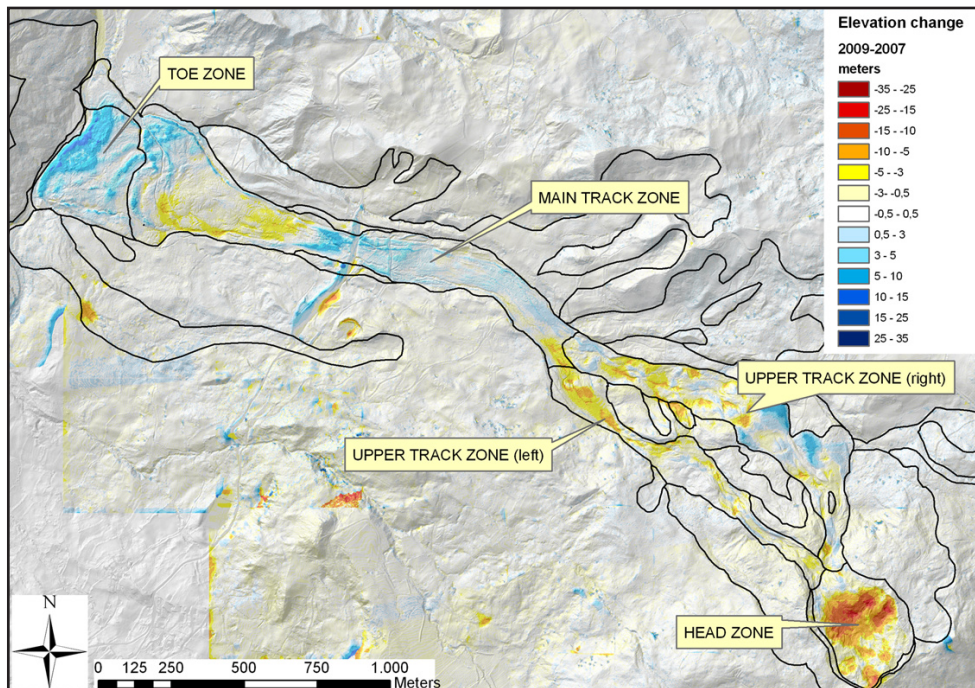 Elevation change
2009-2007
meters
-35 - -25
-25 - -15
-15 - -10
-10 - -5
-5 - -3
-3- -0,5
-0,5 - 0,5
0,5 - 3
3 - 5
5 - 10
10 - 15
15 - 25
25 - 35
TOE ZONE
MAIN TRACK ZONE
UPPER TRACK ZONE (right)
UPPER TRACK ZONE (left)
HEAD ZONE
N
0 125 250 500 750 1.000
Meters